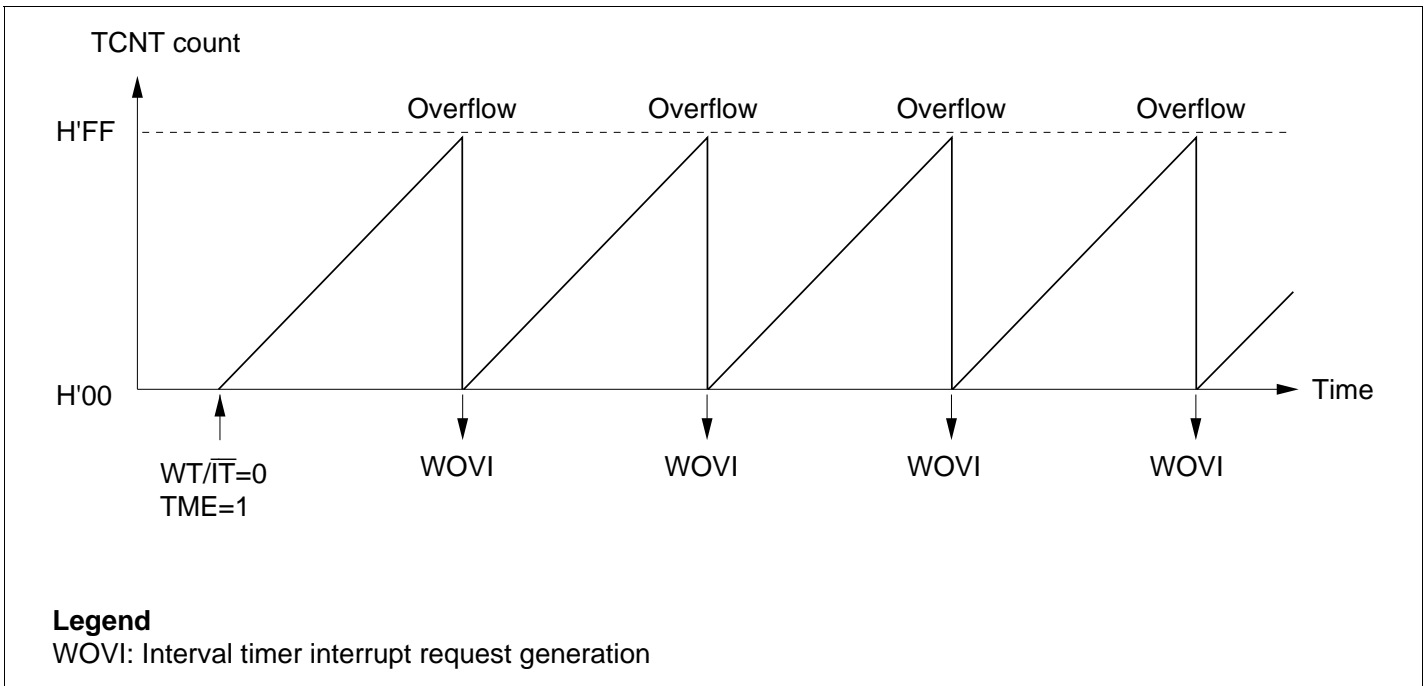 TCNT count
Overflow Overflow Overflow Overflow
H'FF
H'00
Time
WT/I̅T̅=0
TME=1
WOVI WOVI WOVI WOVI
Legend
WOVI: Interval timer interrupt request generation